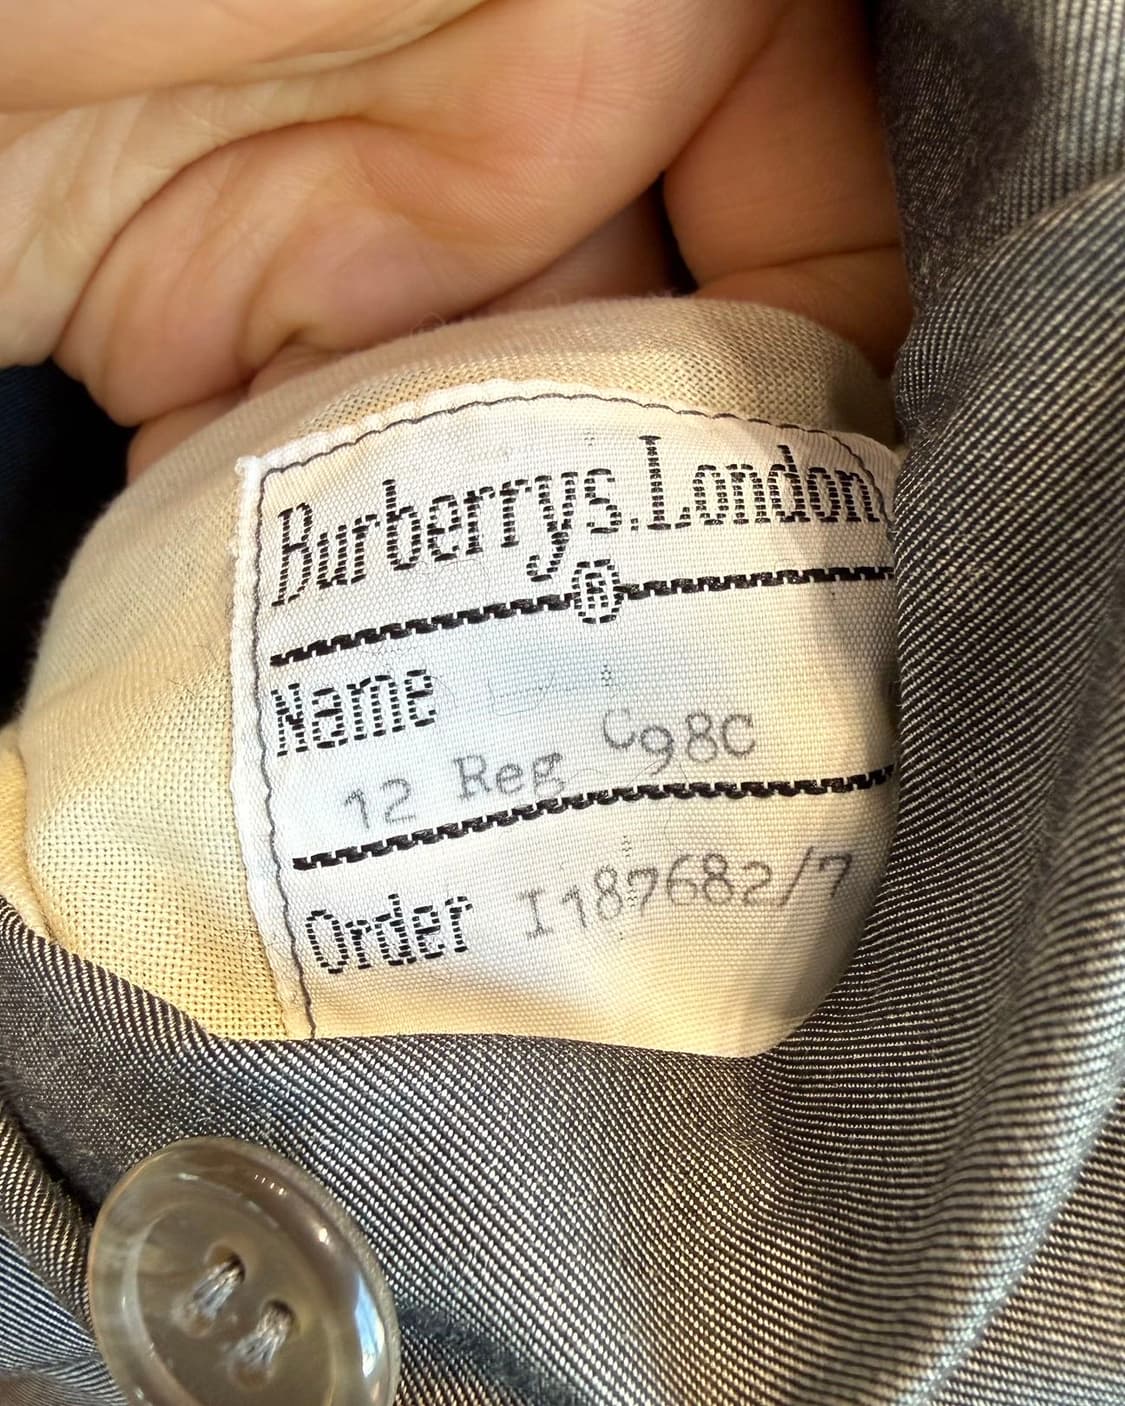 Burberrys.London
®
Name
12 Reg C98C
Order I187682/7